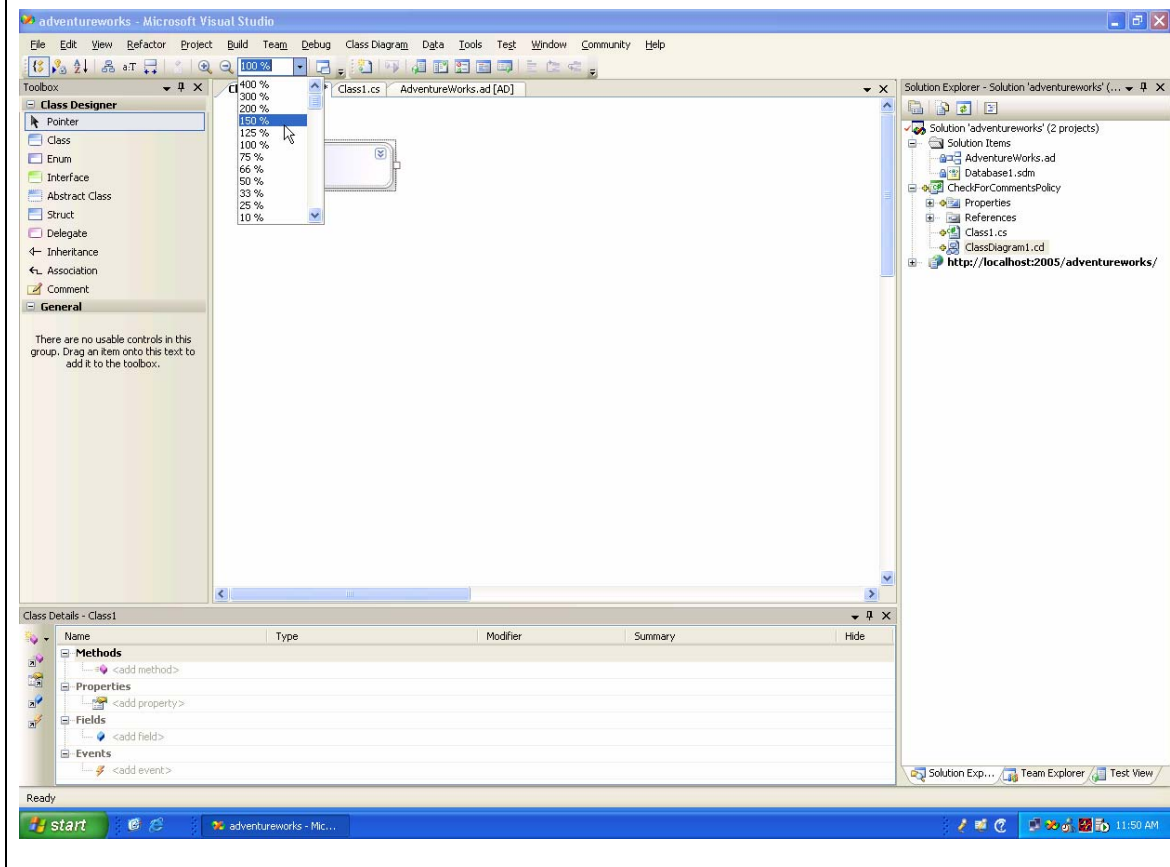 adventureworks - Microsoft Visual Studio
File Edit View Refactor Project Build Team Debug Class Diagram Data Tools Test Window Community Help
aT 100 %
Toolbox
Class Designer
Pointer
Class
Enum
Interface
Abstract Class
Struct
Delegate
Inheritance
Association
Comment
General
There are no usable controls in this
group. Drag an item onto this text to
add it to the toolbox.
Class1.cs AdventureWorks.ad [AD]
400 %
300 %
200 %
150 %
125 %
100 %
75 %
66 %
50 %
33 %
25 %
10 %
Solution Explorer - Solution 'adventureworks' (...
Solution 'adventureworks' (2 projects)
Solution Items
AdventureWorks.ad
Database1.sdm
CheckForCommentsPolicy
Properties
References
Class1.cs
ClassDiagram1.cd
http://localhost:2005/adventureworks/
Class Details - Class1
Name Type Modifier Summary Hide
Methods
<add method>
Properties
<add property>
Fields
<add field>
Events
<add event>
Solution Exp... Team Explorer Test View
Ready
start adventureworks - Mic... 11:50 AM